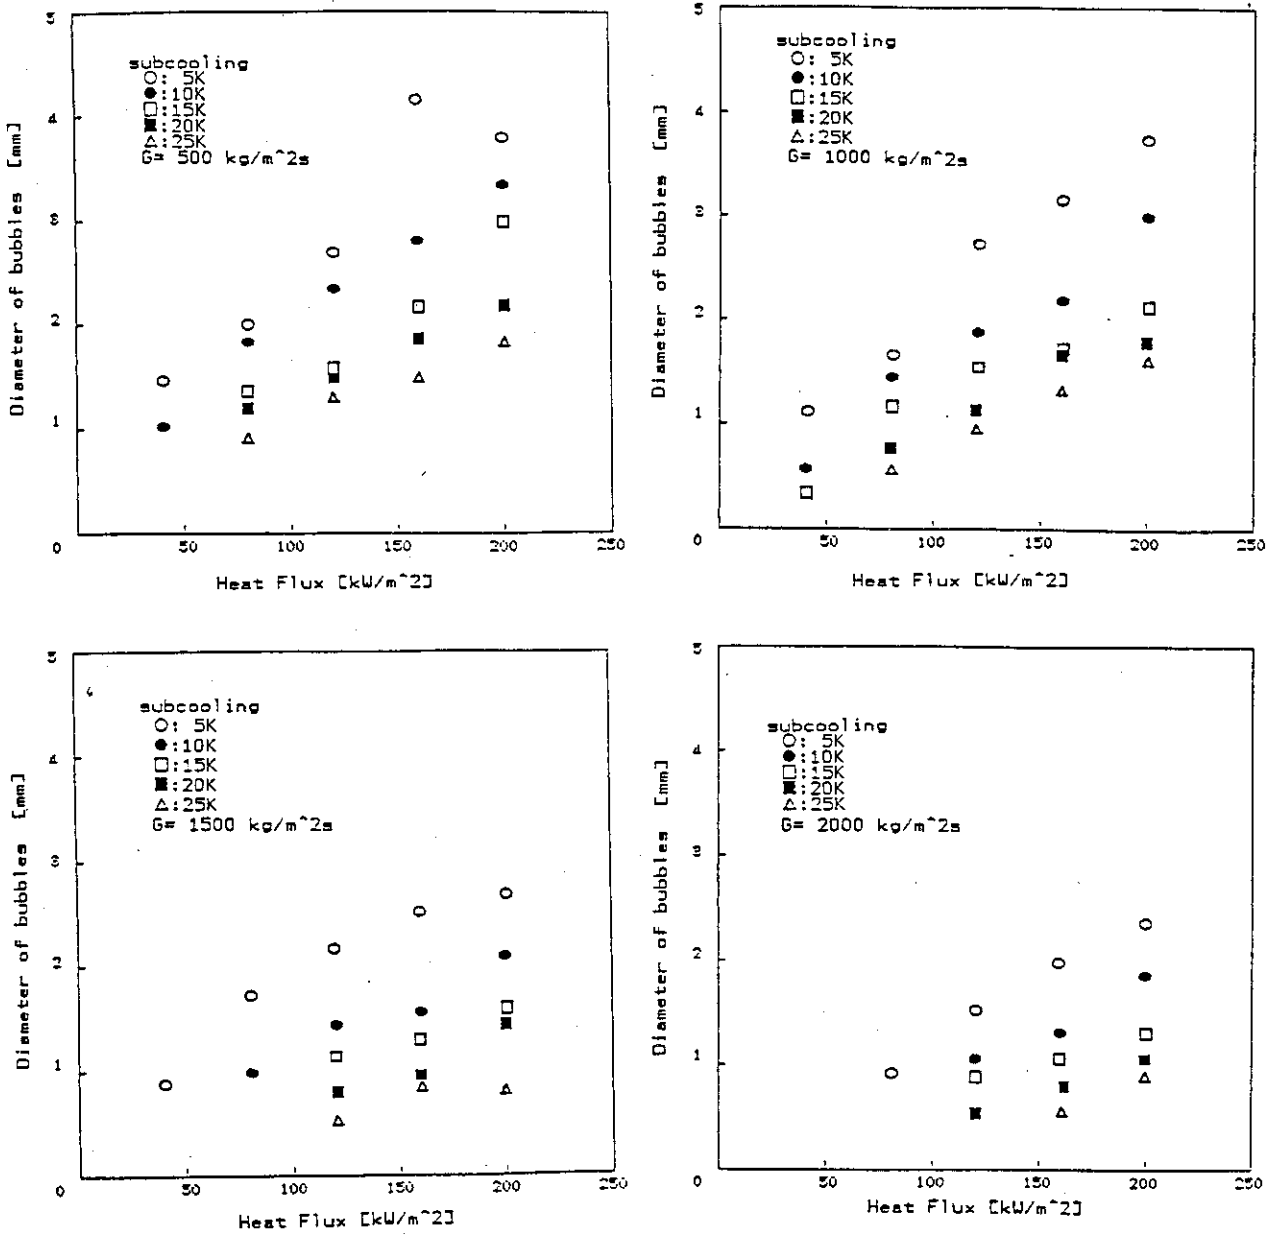 5
subcooling
○: 5K
●:10K
□:15K
■:20K
△:25K
G= 500 kg/m^2s
4
3
2
1
0
50
100
150
200
250
Diameter of bubbles [mm]
Heat Flux [kW/m^2]
5
subcooling
○: 5K
●:10K
□:15K
■:20K
△:25K
G= 1000 kg/m^2s
4
3
2
1
0
50
100
150
200
250
Diameter of bubbles [mm]
Heat Flux [kW/m^2]
5
subcooling
○: 5K
●:10K
□:15K
■:20K
△:25K
G= 1500 kg/m^2s
4
3
2
1
0
50
100
150
200
250
Diameter of bubbles [mm]
Heat Flux [kW/m^2]
5
subcooling
○: 5K
●:10K
□:15K
■:20K
△:25K
G= 2000 kg/m^2s
4
3
2
1
0
50
100
150
200
250
Diameter of bubbles [mm]
Heat Flux [kW/m^2]